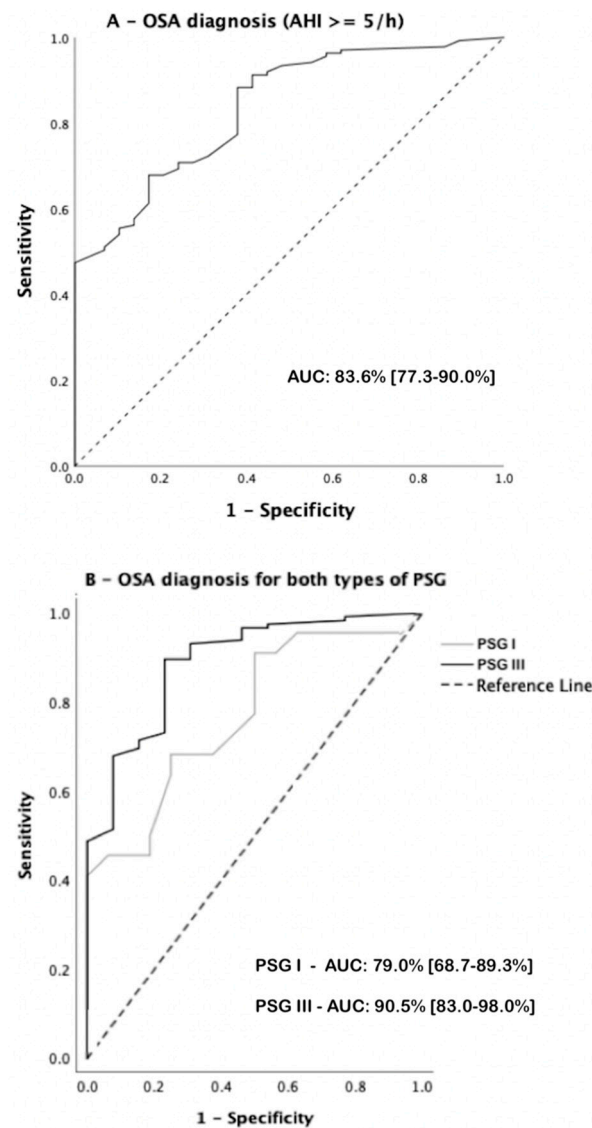 A – OSA diagnosis (AHI >= 5/h)
1.0
0.8
0.6
0.4
0.2
0.0
Sensitivity
AUC: 83.6% [77.3-90.0%]
0.0 0.2 0.4 0.6 0.8 1.0
1 – Specificity
B – OSA diagnosis for both types of PSG
1.0
0.8
0.6
0.4
0.2
0.0
Sensitivity
PSG I
PSG III
Reference Line
PSG I - AUC: 79.0% [68.7-89.3%]
PSG III - AUC: 90.5% [83.0-98.0%]
0.0 0.2 0.4 0.6 0.8 1.0
1 – Specificity